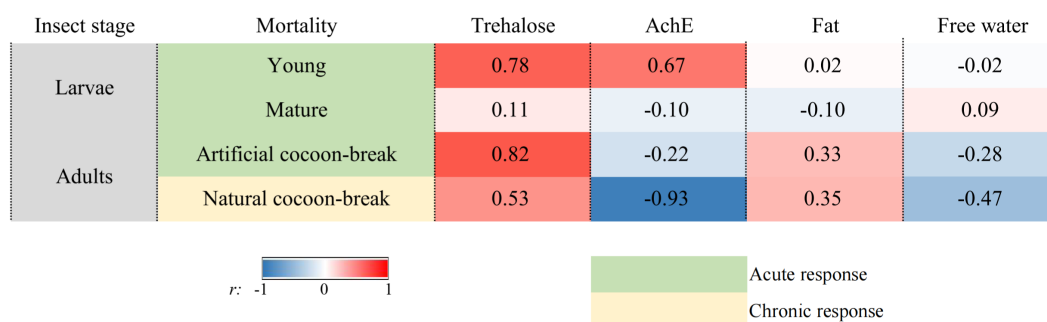 Insect stage Mortality Trehalose AchE Fat Free water
Larvae
Young 0.78 0.67 0.02 -0.02
Mature 0.11 -0.10 -0.10 0.09
Adults
Artificial cocoon-break 0.82 -0.22 0.33 -0.28
Natural cocoon-break 0.53 -0.93 0.35 -0.47
r: -1 0 1
Acute response
Chronic response